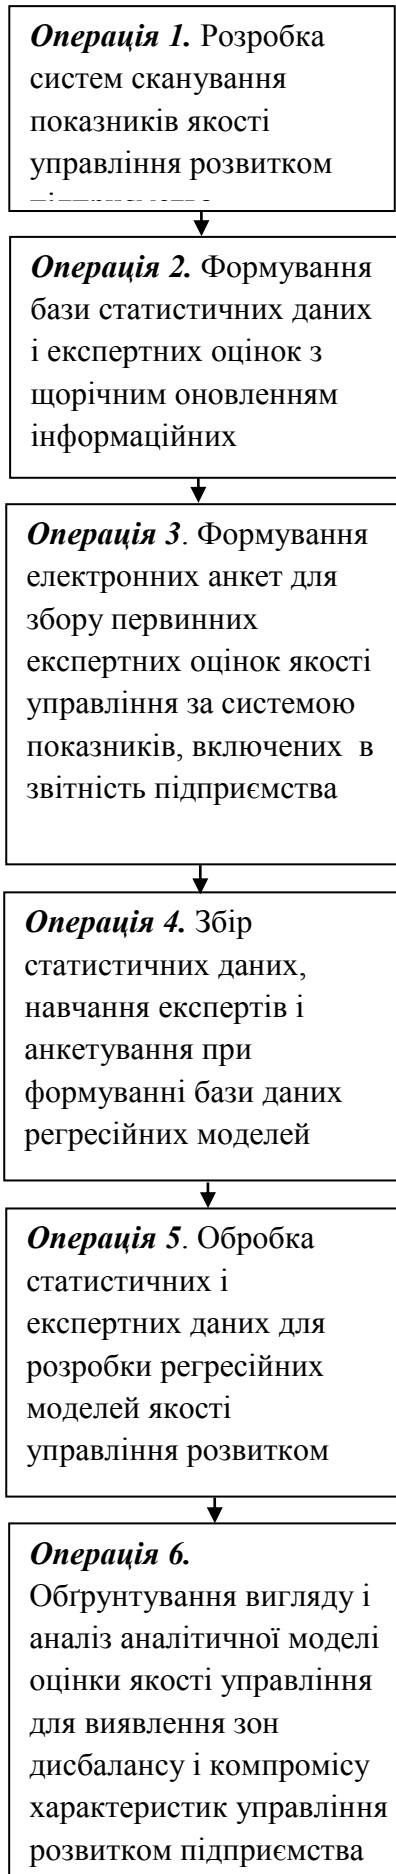 Операція 1. Розробка
систем сканування
показників якості
управління розвитком
Операція 2. Формування
бази статистичних даних
і експертних оцінок з
щорічним оновленням
інформаційних
Операція 3. Формування
електронних анкет для
збору первинних
експертних оцінок якості
управління за системою
показників, включених в
звітність підприємства
Операція 4. Збір
статистичних даних,
навчання експертів і
анкетування при
формуванні бази даних
регресійних моделей
Операція 5. Обробка
статистичних і
експертних даних для
розробки регресійних
моделей якості
управління розвитком
Операція 6.
Обґрунтування вигляду і
аналіз аналітичної моделі
оцінки якості управління
для виявлення зон
дисбалансу і компромісу
характеристик управління
розвитком підприємства